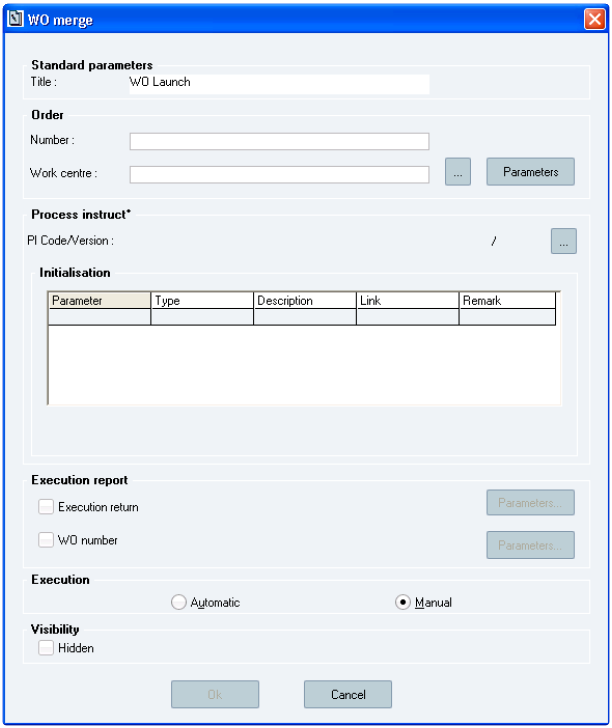 WO merge
Standard parameters
Title : WO Launch
Order
Number :
Work centre : ... Parameters
Process instruct*
PI Code/Version : / ...
Initialisation
Parameter Type Description Link Remark
Execution report
Execution return Parameters...
WO number Parameters...
Execution
Automatic Manual
Visibility
Hidden
Ok Cancel